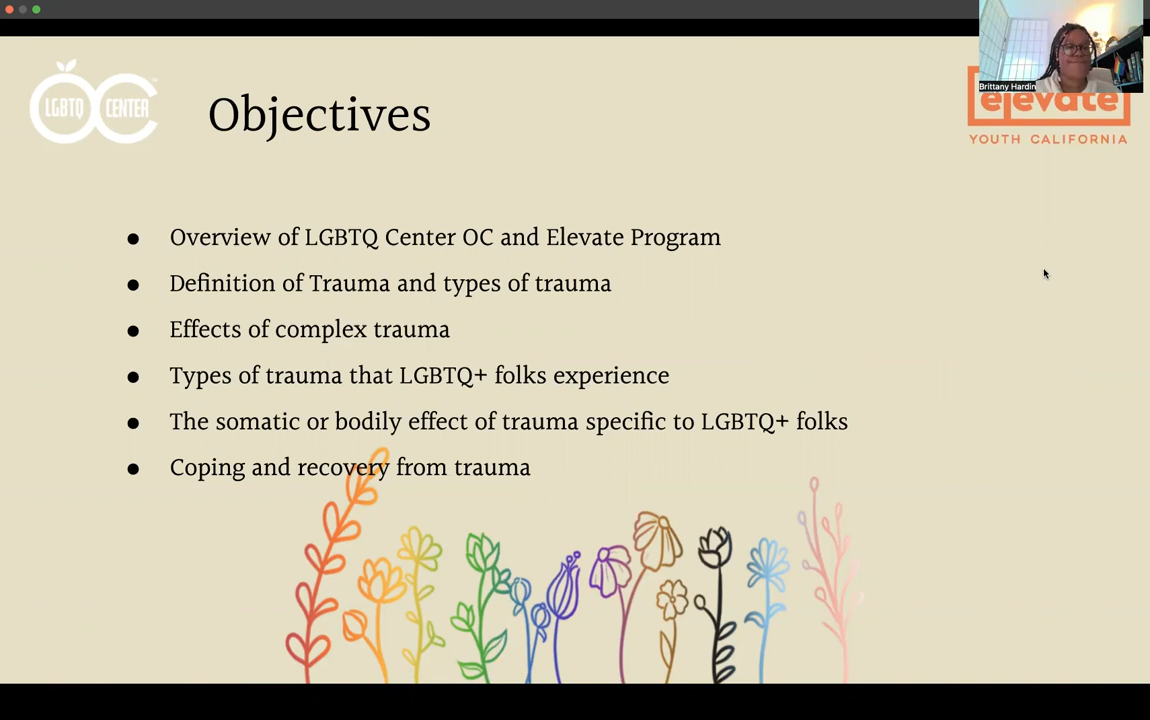 LGBTQ CENTER
Objectives
Brittany Hardin
elevate
YOUTH CALIFORNIA
● Overview of LGBTQ Center OC and Elevate Program
● Definition of Trauma and types of trauma
● Effects of complex trauma
● Types of trauma that LGBTQ+ folks experience
● The somatic or bodily effect of trauma specific to LGBTQ+ folks
● Coping and recovery from trauma